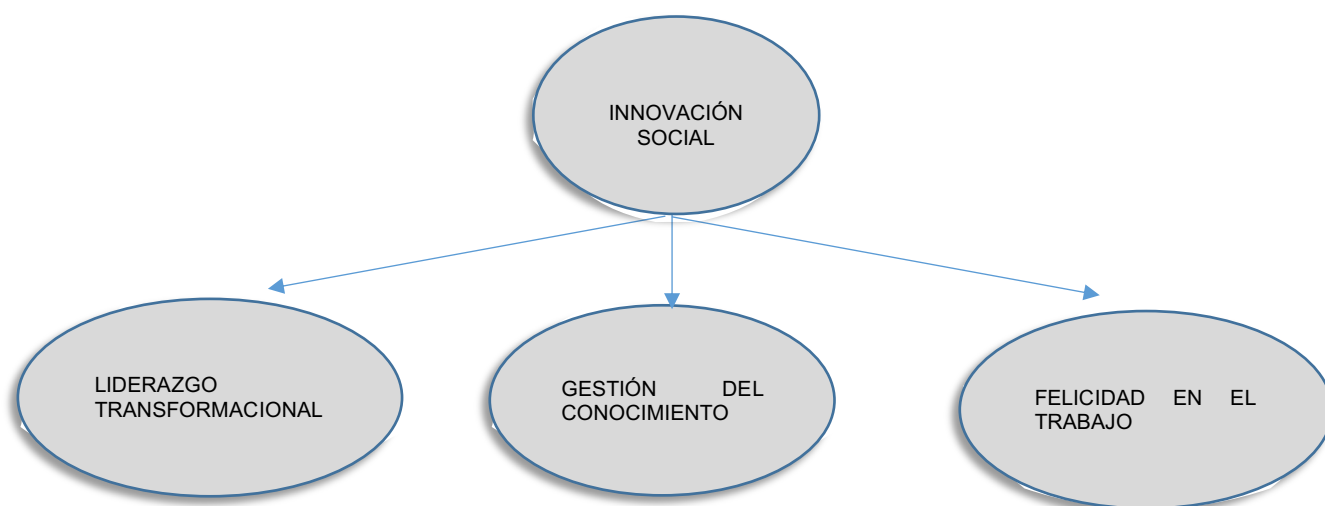 INNOVACIÓN
SOCIAL
LIDERAZGO
TRANSFORMACIONAL
GESTIÓN DEL
CONOCIMIENTO
FELICIDAD EN EL
TRABAJO